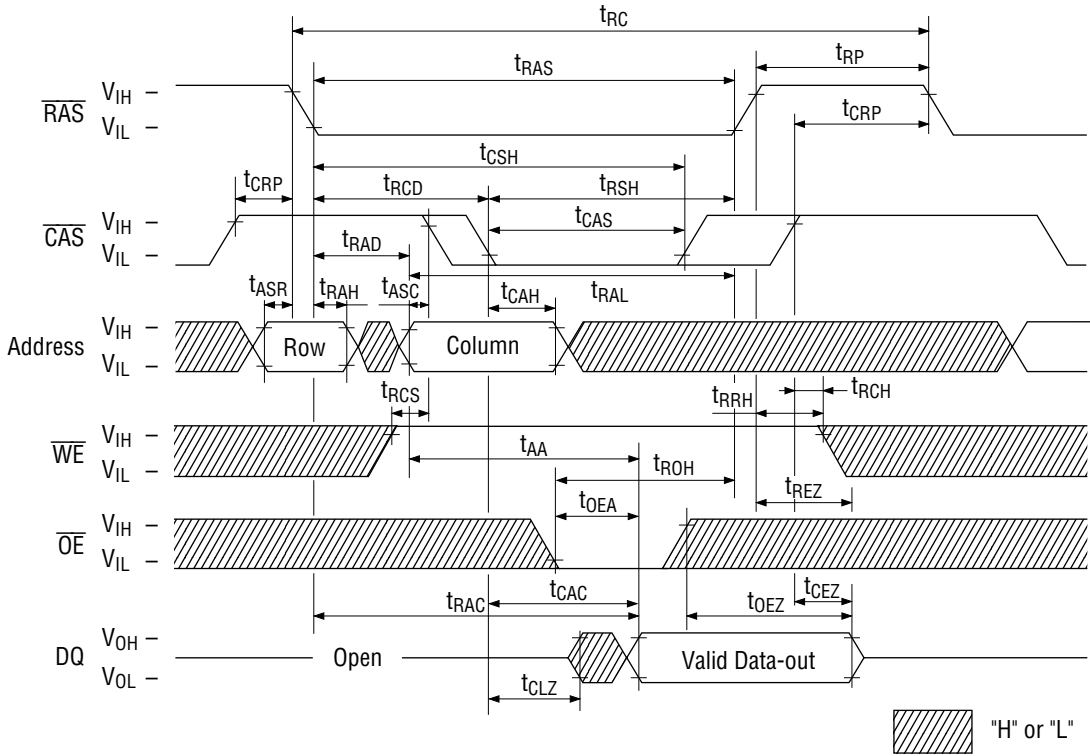 tRC
tRP
tRAS
RAS
VIH
VIL
tCRP
tCSH
tCRP
tRCD
tRSH
CAS
VIH
VIL
tCAS
tRAD
tASR
tRAH
tASC
tCAH
tRAL
Address
VIH
VIL
Row
Column
tRCS
tRRH
tRCH
WE
VIH
VIL
tAA
tROH
tREZ
OE
VIH
VIL
tOEA
tCAC
tCEZ
tRAC
tOEZ
DQ
VOH
VOL
Open
Valid Data-out
tCLZ
"H" or "L"